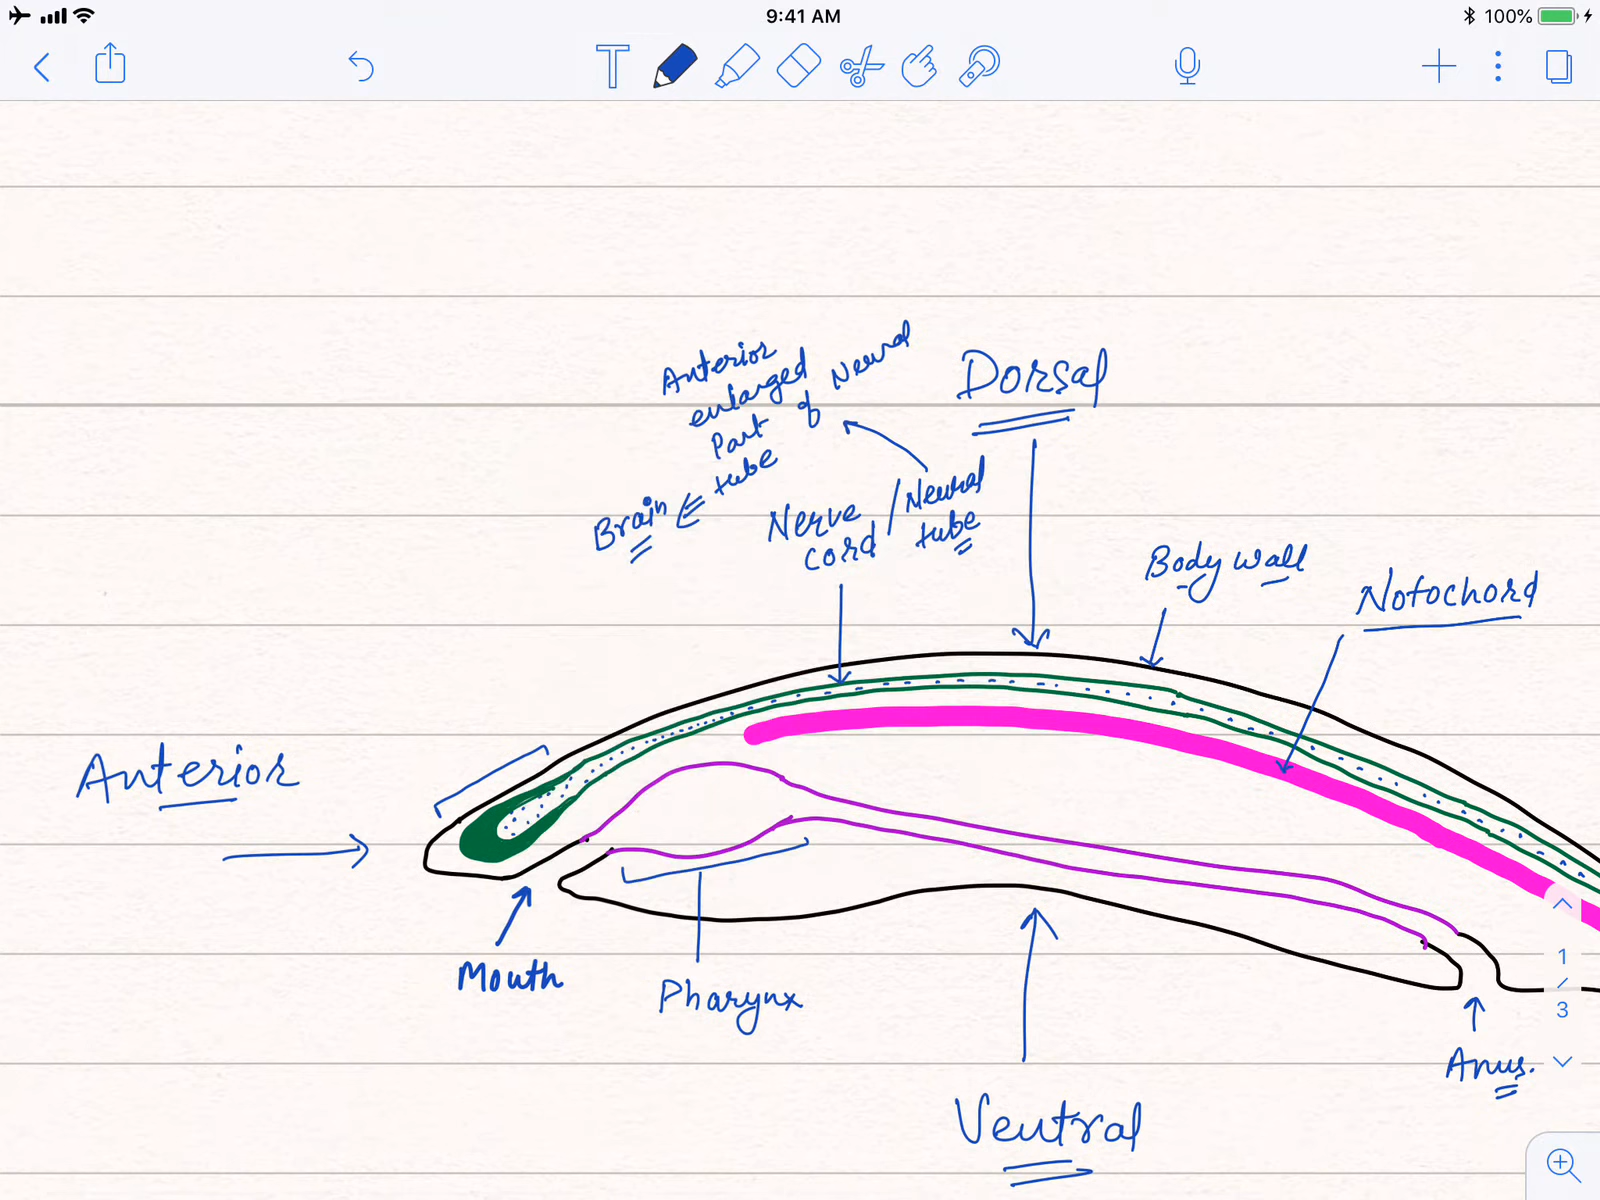 9:41 AM
100%
T
Anterior
enlarged
Part of Neural
tube
Brain
Dorsal
Nerve
cord
/ Neural
tube
Body wall
Notochord
Anterior
Mouth
Pharynx
Ventral
Anus.
1
/
3